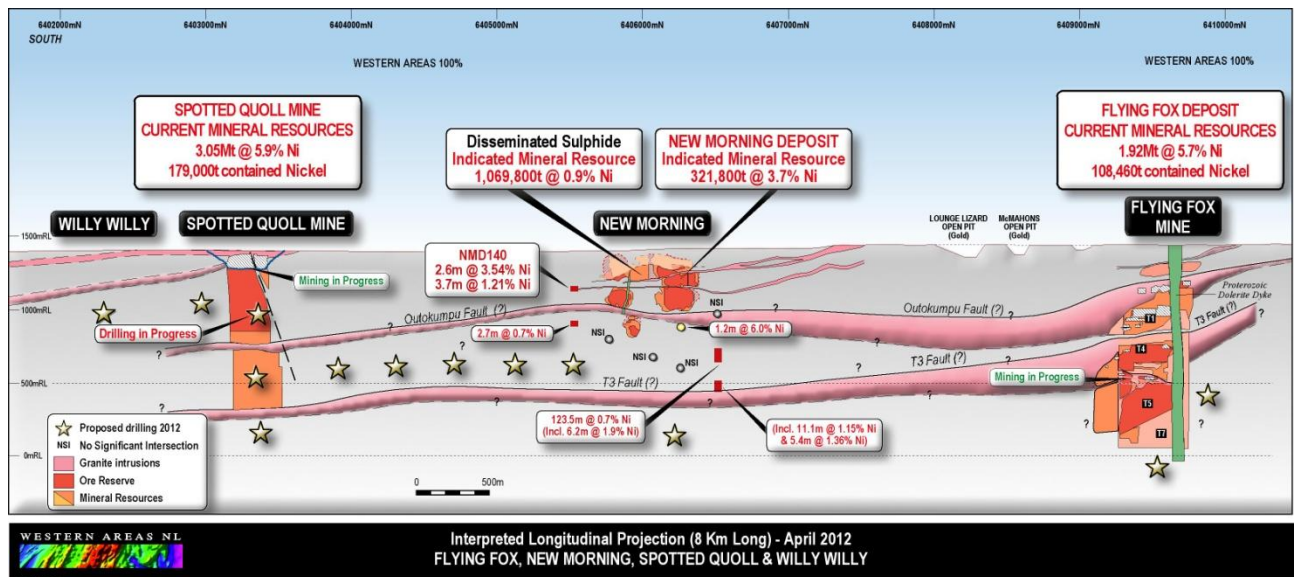 6402000mN
6403000mN
6404000mN
6405000mN
6406000mN
6407000mN
6408000mN
6409000mN
6410000mN
SOUTH
WESTERN AREAS 100%
WESTERN AREAS 100%
SPOTTED QUOLL MINE
CURRENT MINERAL RESOURCES
3.05Mt @ 5.9% Ni
179,000t contained Nickel
Disseminated Sulphide
Indicated Mineral Resource
1,069,800t @ 0.9% Ni
NEW MORNING DEPOSIT
Indicated Mineral Resource
321,800t @ 3.7% Ni
FLYING FOX DEPOSIT
CURRENT MINERAL RESOURCES
1.92Mt @ 5.7% Ni
108,460t contained Nickel
WILLY WILLY
SPOTTED QUOLL MINE
NEW MORNING
LOUNGE LIZARD
OPEN PIT
(Gold)
McMAHONS
OPEN PIT
(Gold)
FLYING FOX
MINE
1500mRL
1000mRL
500mRL
0mRL
Mining in Progress
NMD140
2.6m @ 3.54% Ni
3.7m @ 1.21% Ni
Drilling in Progress
Outokumpu Fault (?)
2.7m @ 0.7% Ni
NSI
NSI
NSI
NSI
1.2m @ 6.0% Ni
Outokumpu Fault (?)
Proterozoic
Dolerite Dyke
T1
T3 Fault (?)
T4
T3 Fault (?)
Mining in Progress
T3 Fault (?)
T5
T7
123.5m @ 0.7% Ni
(Incl. 6.2m @ 1.9% Ni)
(Incl. 11.1m @ 1.15% Ni
& 5.4m @ 1.36% Ni)
?
?
?
?
?
?
?
?
?
?
?
?
?
?
Proposed drilling 2012
NSI No Significant Intersection
Granite intrusions
Ore Reserve
Mineral Resources
0
500m
WESTERN AREAS NL
Interpreted Longitudinal Projection (8 Km Long) - April 2012
FLYING FOX, NEW MORNING, SPOTTED QUOLL & WILLY WILLY